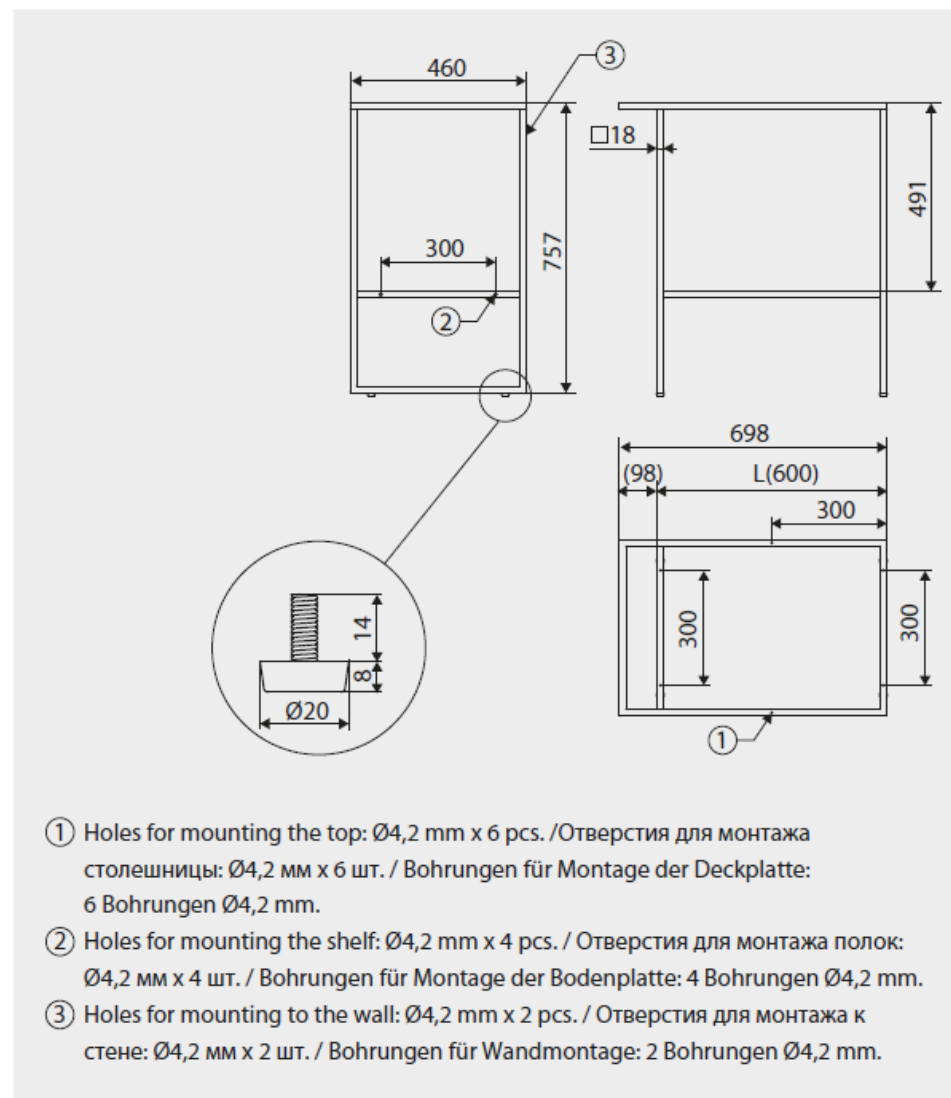 460
③
□18
491
300
757
②
698
(98)
L(600)
300
300
300
14
8
Ø20
①
① Holes for mounting the top: Ø4,2 mm x 6 pcs. /Отверстия для монтажа
столешницы: Ø4,2 мм x 6 шт. / Bohrungen für Montage der Deckplatte:
6 Bohrungen Ø4,2 mm.
② Holes for mounting the shelf: Ø4,2 mm x 4 pcs. / Отверстия для монтажа полок:
Ø4,2 мм x 4 шт. / Bohrungen für Montage der Bodenplatte: 4 Bohrungen Ø4,2 mm.
③ Holes for mounting to the wall: Ø4,2 mm x 2 pcs. / Отверстия для монтажа к
стене: Ø4,2 мм x 2 шт. / Bohrungen für Wandmontage: 2 Bohrungen Ø4,2 mm.